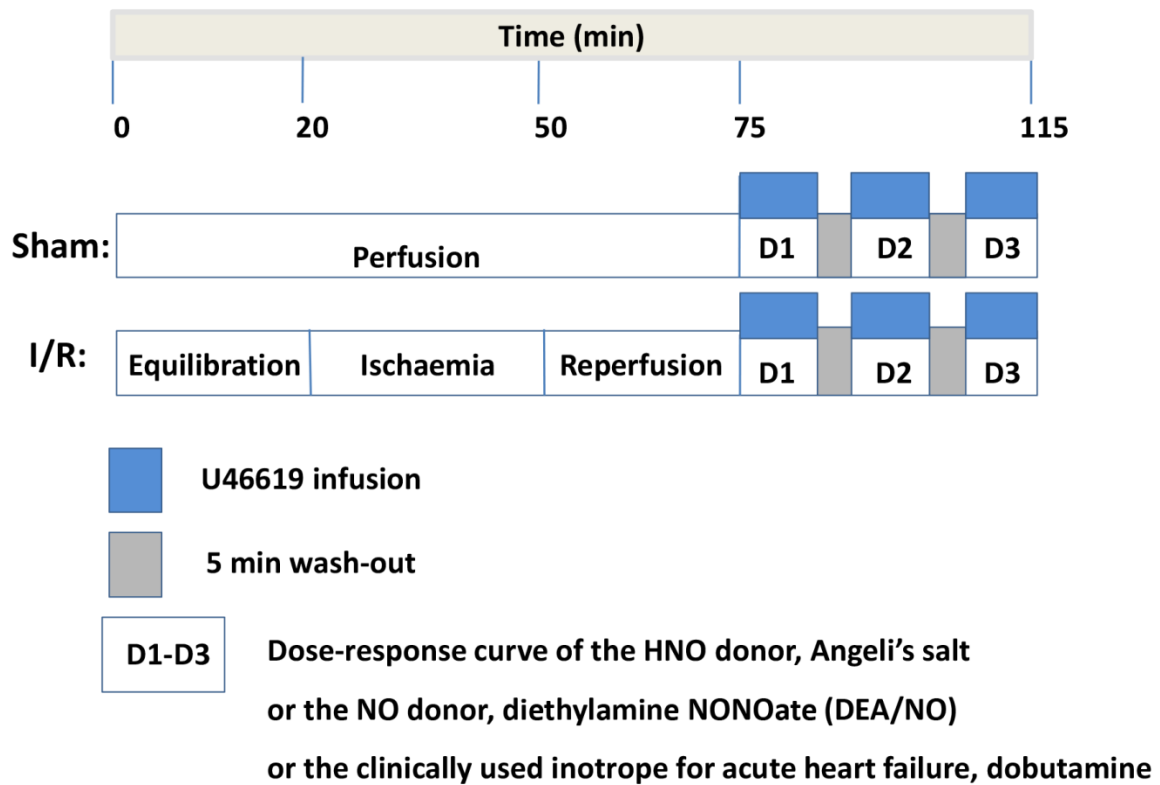 Time (min)
0 20 50 75 115
Sham: Perfusion D1 D2 D3
I/R: Equilibration Ischaemia Reperfusion D1 D2 D3
U46619 infusion
5 min wash-out
D1-D3 Dose-response curve of the HNO donor, Angeli’s salt
or the NO donor, diethylamine NONOate (DEA/NO)
or the clinically used inotrope for acute heart failure, dobutamine